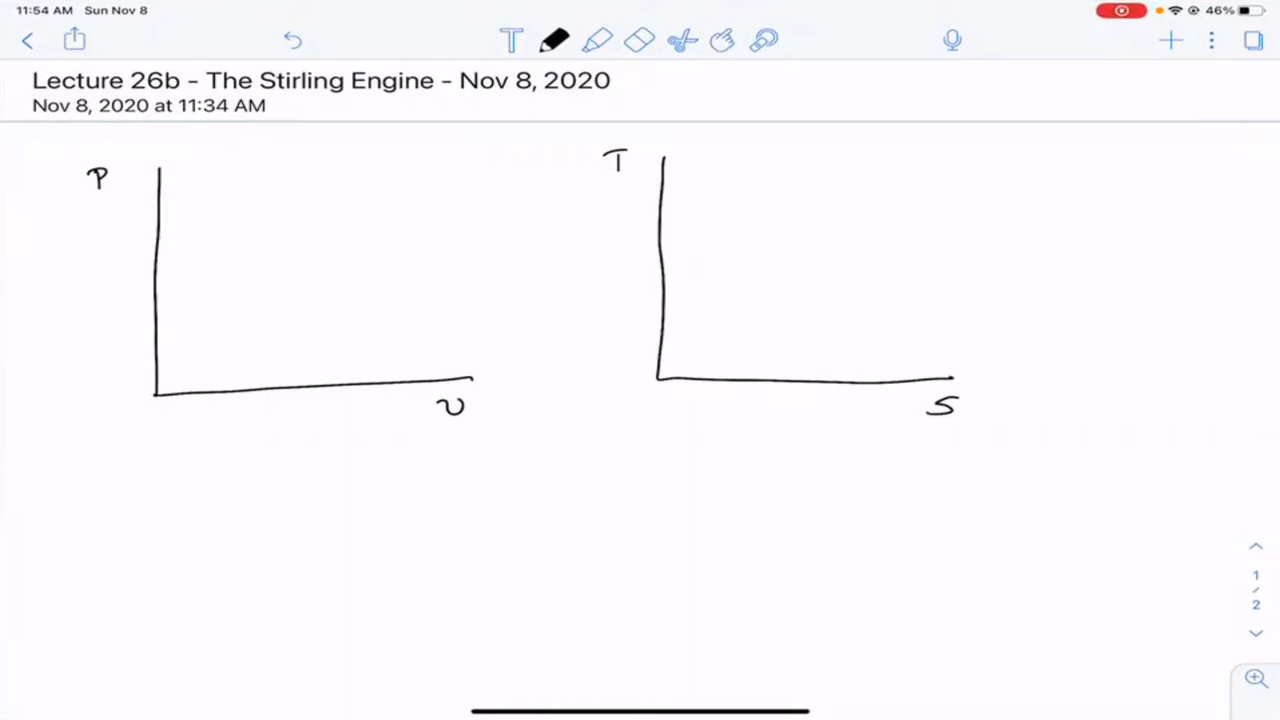 11:54 AM Sun Nov 8
46%
T
Lecture 26b - The Stirling Engine - Nov 8, 2020
Nov 8, 2020 at 11:34 AM
P
T
v
s
1
/
2